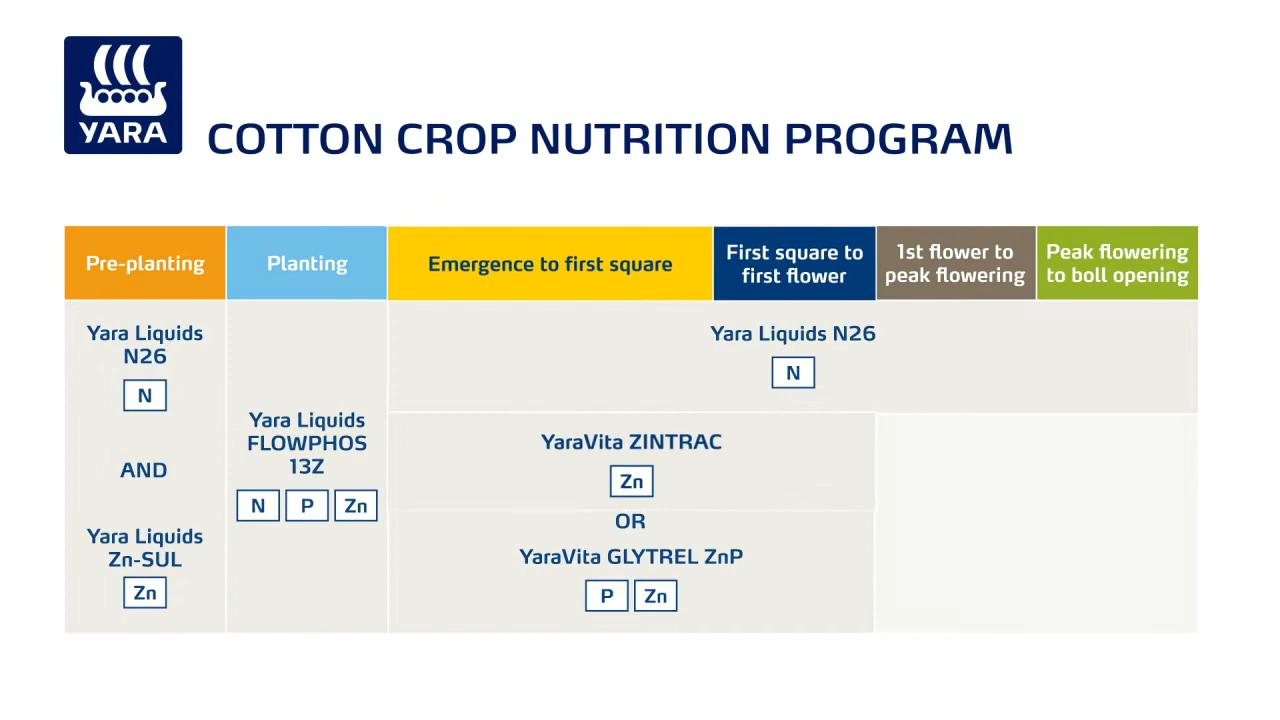 YARA
COTTON CROP NUTRITION PROGRAM
Pre-planting
Planting
Emergence to first square
First square to
first flower
1st flower to
peak flowering
Peak flowering
to boll opening
Yara Liquids
N26
N
AND
Yara Liquids
Zn-SUL
Zn
Yara Liquids
FLOWPHOS
13Z
N P Zn
Yara Liquids N26
N
YaraVita ZINTRAC
Zn
OR
YaraVita GLYTREL ZnP
P Zn